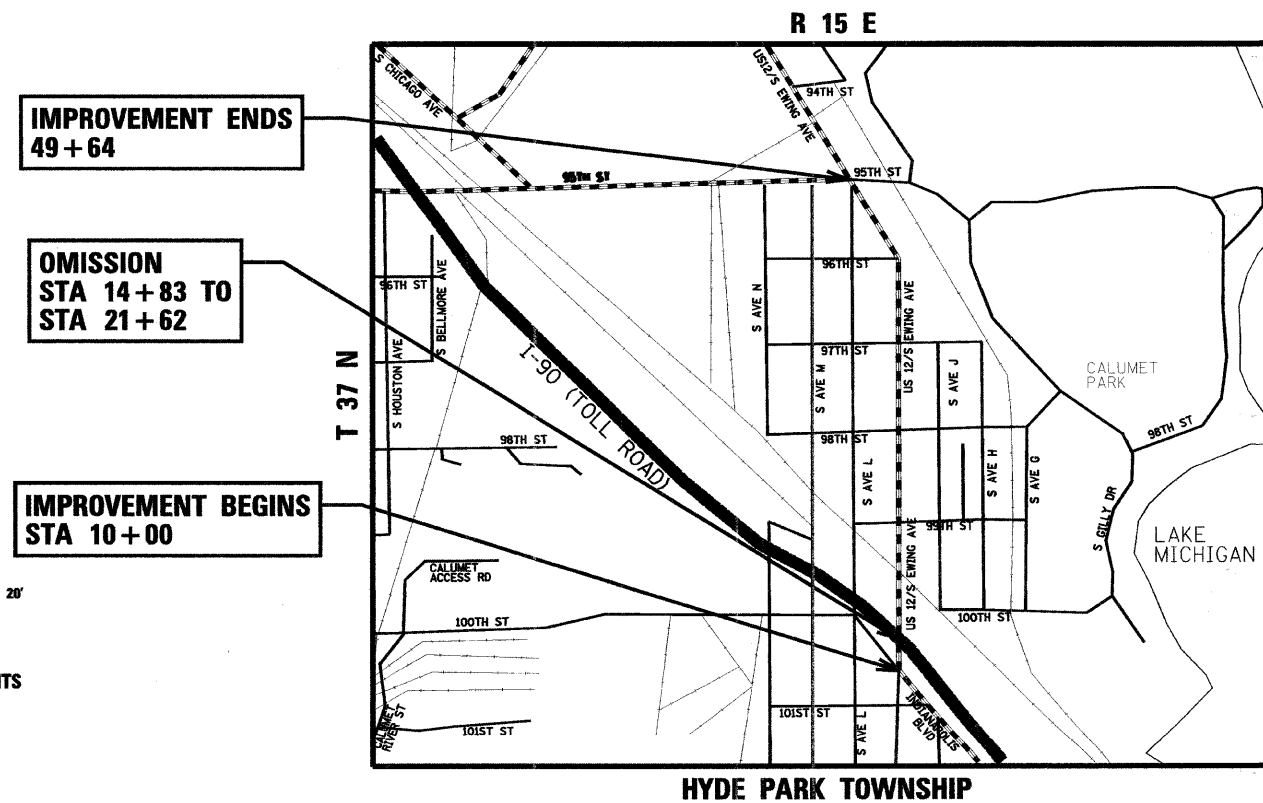 R 15 E
IMPROVEMENT ENDS
49+64
OMISSION
STA 14+83 TO
STA 21+62
IMPROVEMENT BEGINS
STA 10+00
20'
ITS
T 37 N
S CHICAGO AVE
US12/S EWING AVE
94TH ST
95TH ST
95TH ST
96TH ST
S BELLMORE AVE
S HOUSTON AVE
I-90 (TOLL ROAD)
98TH ST
S AVE N
96TH ST
97TH ST
S AVE M
US 12/S EWING AVE
S AVE J
98TH ST
S AVE L
S AVE H
S AVE G
99TH ST
US 12/S EWING AVE
CALUMET
PARK
98TH ST
S GILLY DR
LAKE
MICHIGAN
CALUMET
ACCESS RD
100TH ST
100TH ST
CALUMET
RIVER ST
101ST ST
101ST ST
S AVE L
INDIANAPOLIS
BLVD
HYDE PARK TOWNSHIP